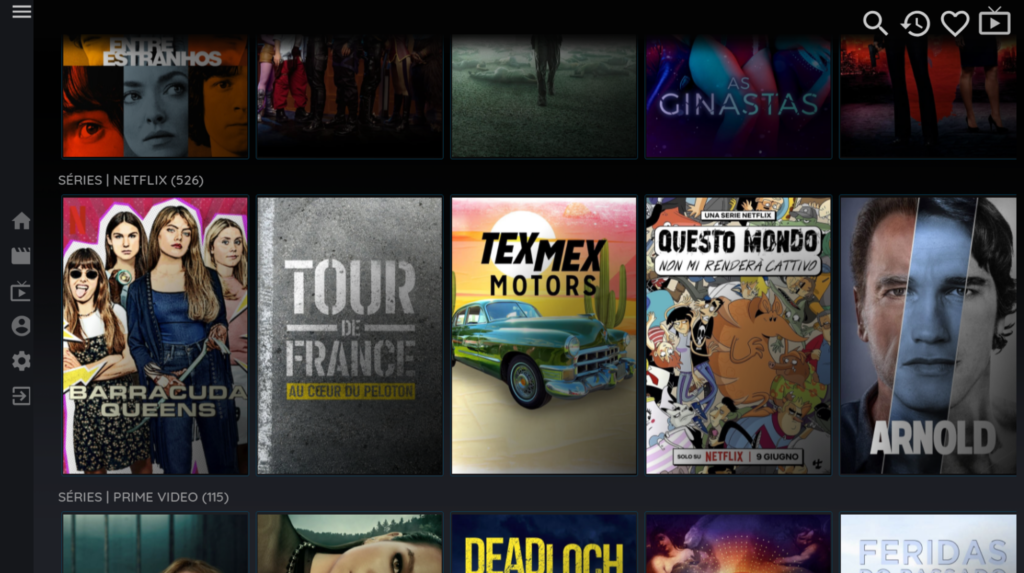 ENTRE
ESTRANHOS
AS
GINASTAS
SÉRIES | NETFLIX (526)
N
BARRACUDA
QUEENS
TOUR
DE
FRANCE
AU CŒUR DU PELOTON
TEX MEX
MOTORS
UNA SERIE NETFLIX
QUESTO MONDO
NON MI RENDERÀ CATTIVO
SOLO SU NETFLIX | 9 GIUGNO
ARNOLD
SÉRIES | PRIME VIDEO (115)
DEADLOCH
FERIDAS
DO PASSADO